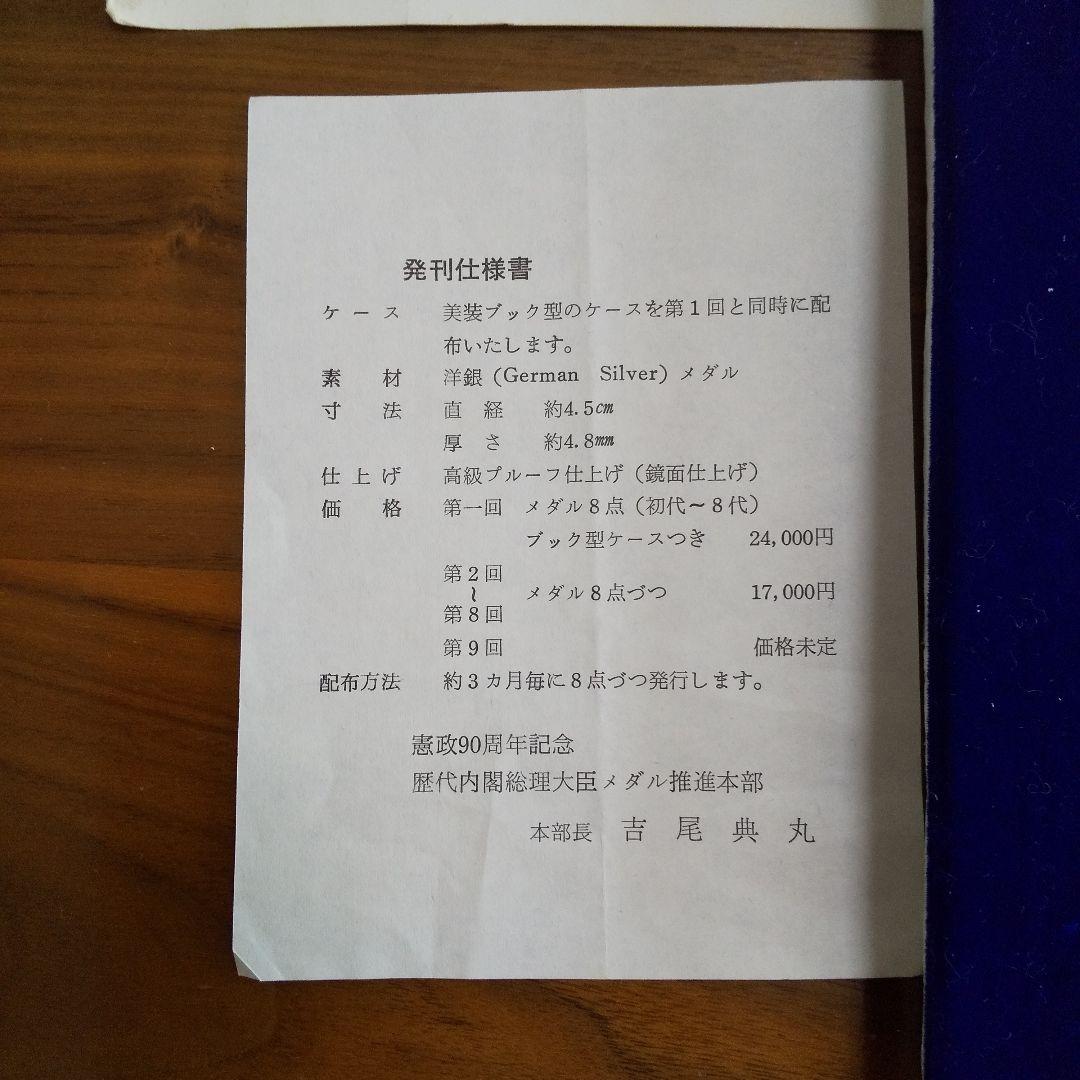 発刊仕様書
ケース 美装ブック型のケースを第1回と同時に配
布いたします。
素材 洋銀(German Silver)メダル
寸法 直径 約4.5㎝
厚さ 約4.8㎜
仕上げ 高級プルーフ仕上げ(鏡面仕上げ)
価格 第一回 メダル8点(初代~8代)
ブック型ケースつき 24,000円
第2回
~ メダル8点づつ 17,000円
第8回
第9回 価格未定
配布方法 約3カ月毎に8点づつ発行します。
憲政90周年記念
歴代内閣総理大臣メダル推進本部
本部長 吉尾典丸